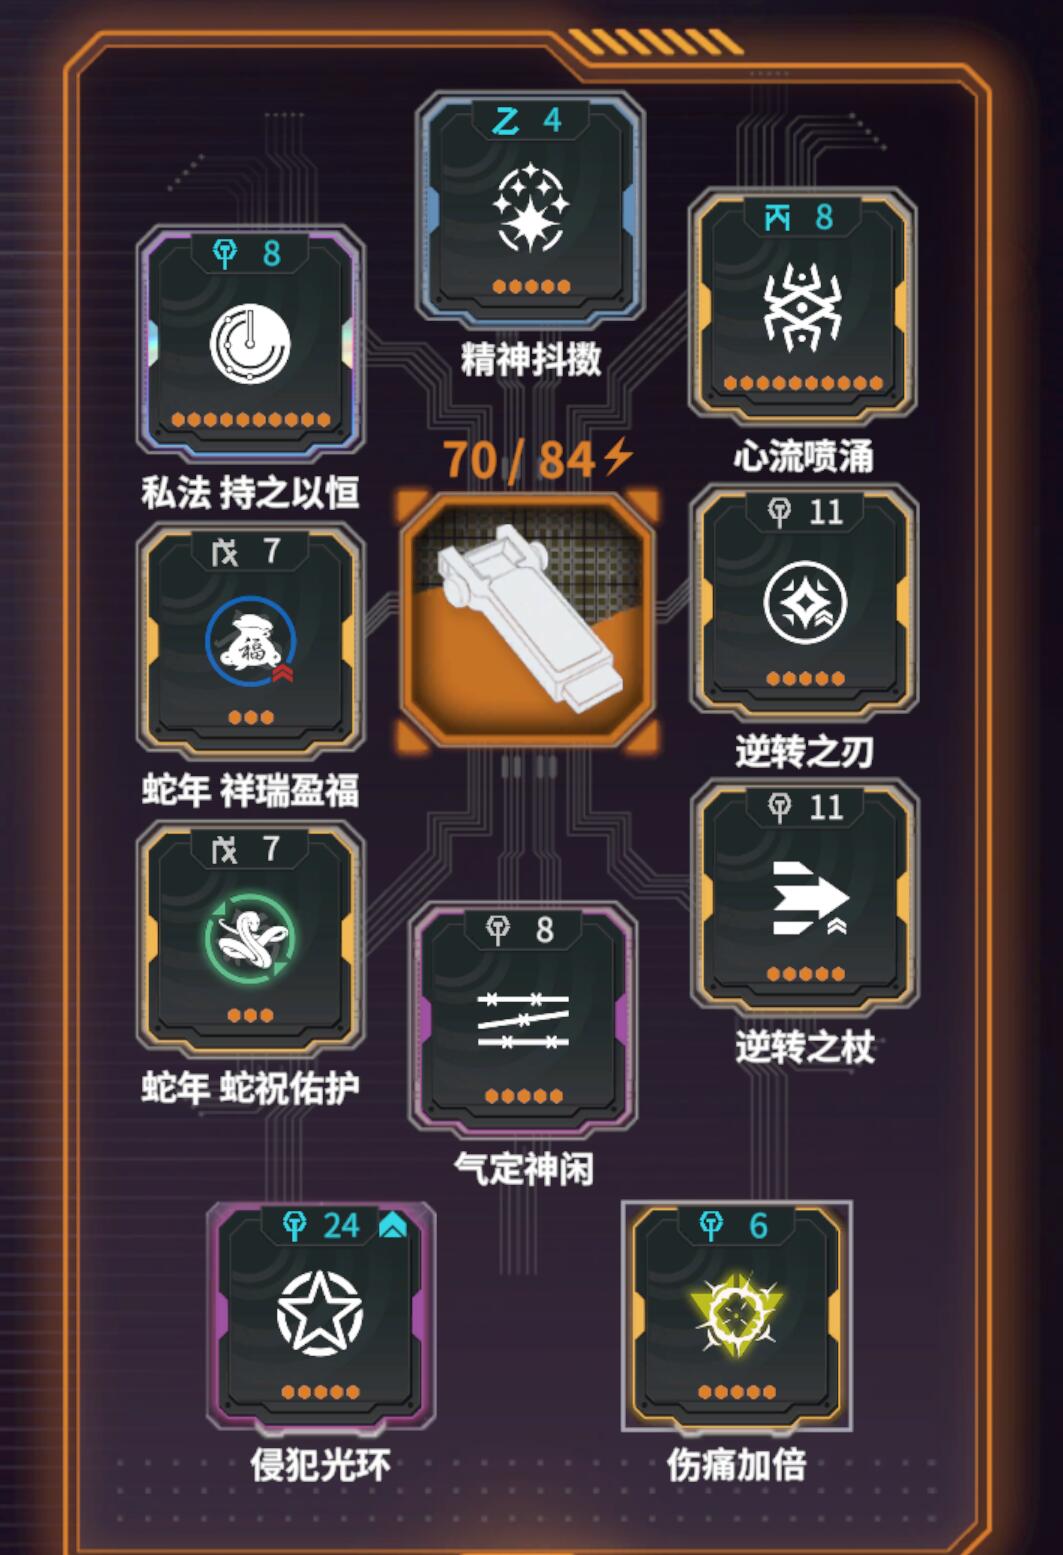 乙 4
精神抖擞
8
私法 持之以恒
丙 8
心流喷涌
70 / 84
7
福
蛇年 祥瑞盈福
11
逆转之刃
7
蛇年 蛇祝佑护
11
逆转之杖
8
气定神闲
24
侵犯光环
6
伤痛加倍